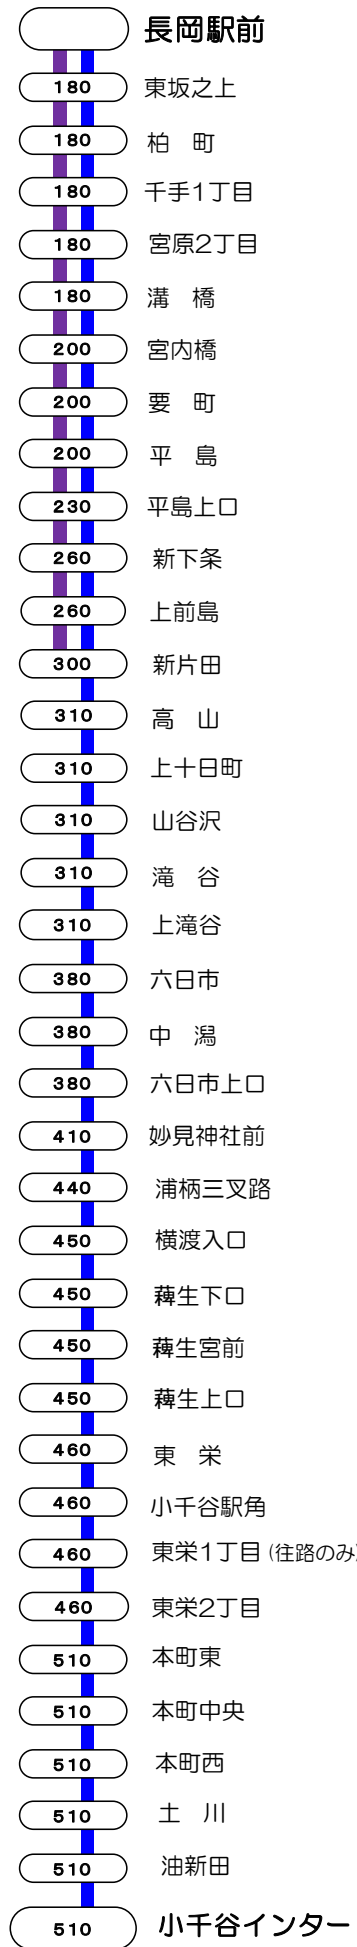 長岡駅前
180 東坂之上
180 柏 町
180 千手1丁目
180 宮原2丁目
180 溝 橋
200 宮内橋
200 要 町
200 平 島
230 平島上口
260 新下条
260 上前島
300 新片田
310 高 山
310 上十日町
310 山谷沢
310 滝 谷
310 上滝谷
380 六日市
380 中 潟
380 六日市上口
410 妙見神社前
440 浦柄三叉路
450 横渡入口
450 薭生下口
450 薭生宮前
450 薭生上口
460 東 栄
460 小千谷駅角
460 東栄1丁目 (往路のみ)
460 東栄2丁目
510 本町東
510 本町中央
510 本町西
510 土 川
510 油新田
510 小千谷インター